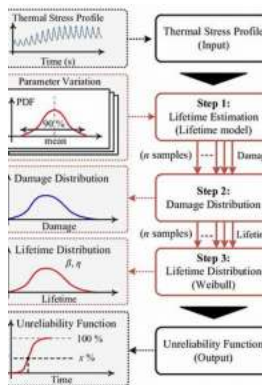 Thermal Stress Profile
Time (s)
Thermal Stress Profile
(Input)
Parameter Variation
PDF
90%
mean
Step 1:
Lifetime Estimation
(Lifetime model)
(n samples)
Damage Distribution
Damage
Step 2:
Damage Distribution
(n samples)
Lifetime Distribution
β, η
Lifetime
Step 3:
Lifetime Distribution
(Weibull)
Unreliability Function
100 %
x %
Time
Unreliability Function
(Output)